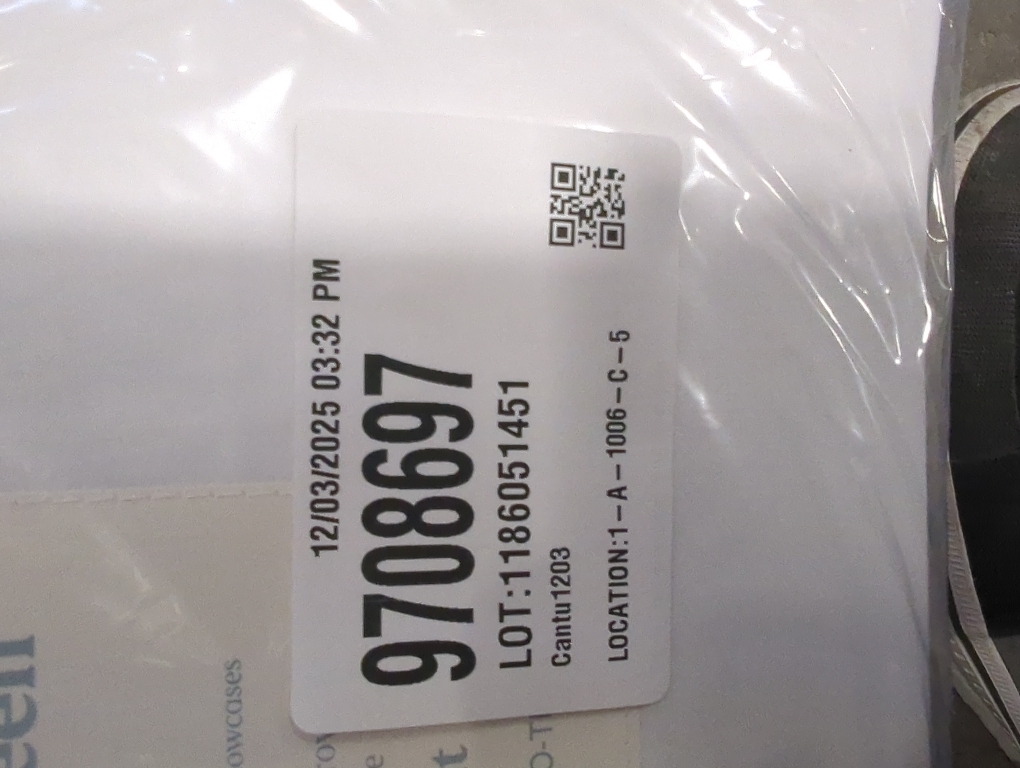 12/03/2025 03:32 PM
9708697
LOT:1186051451
Cantu1203
LOCATION:1-A-1006-C-5
een
owcases